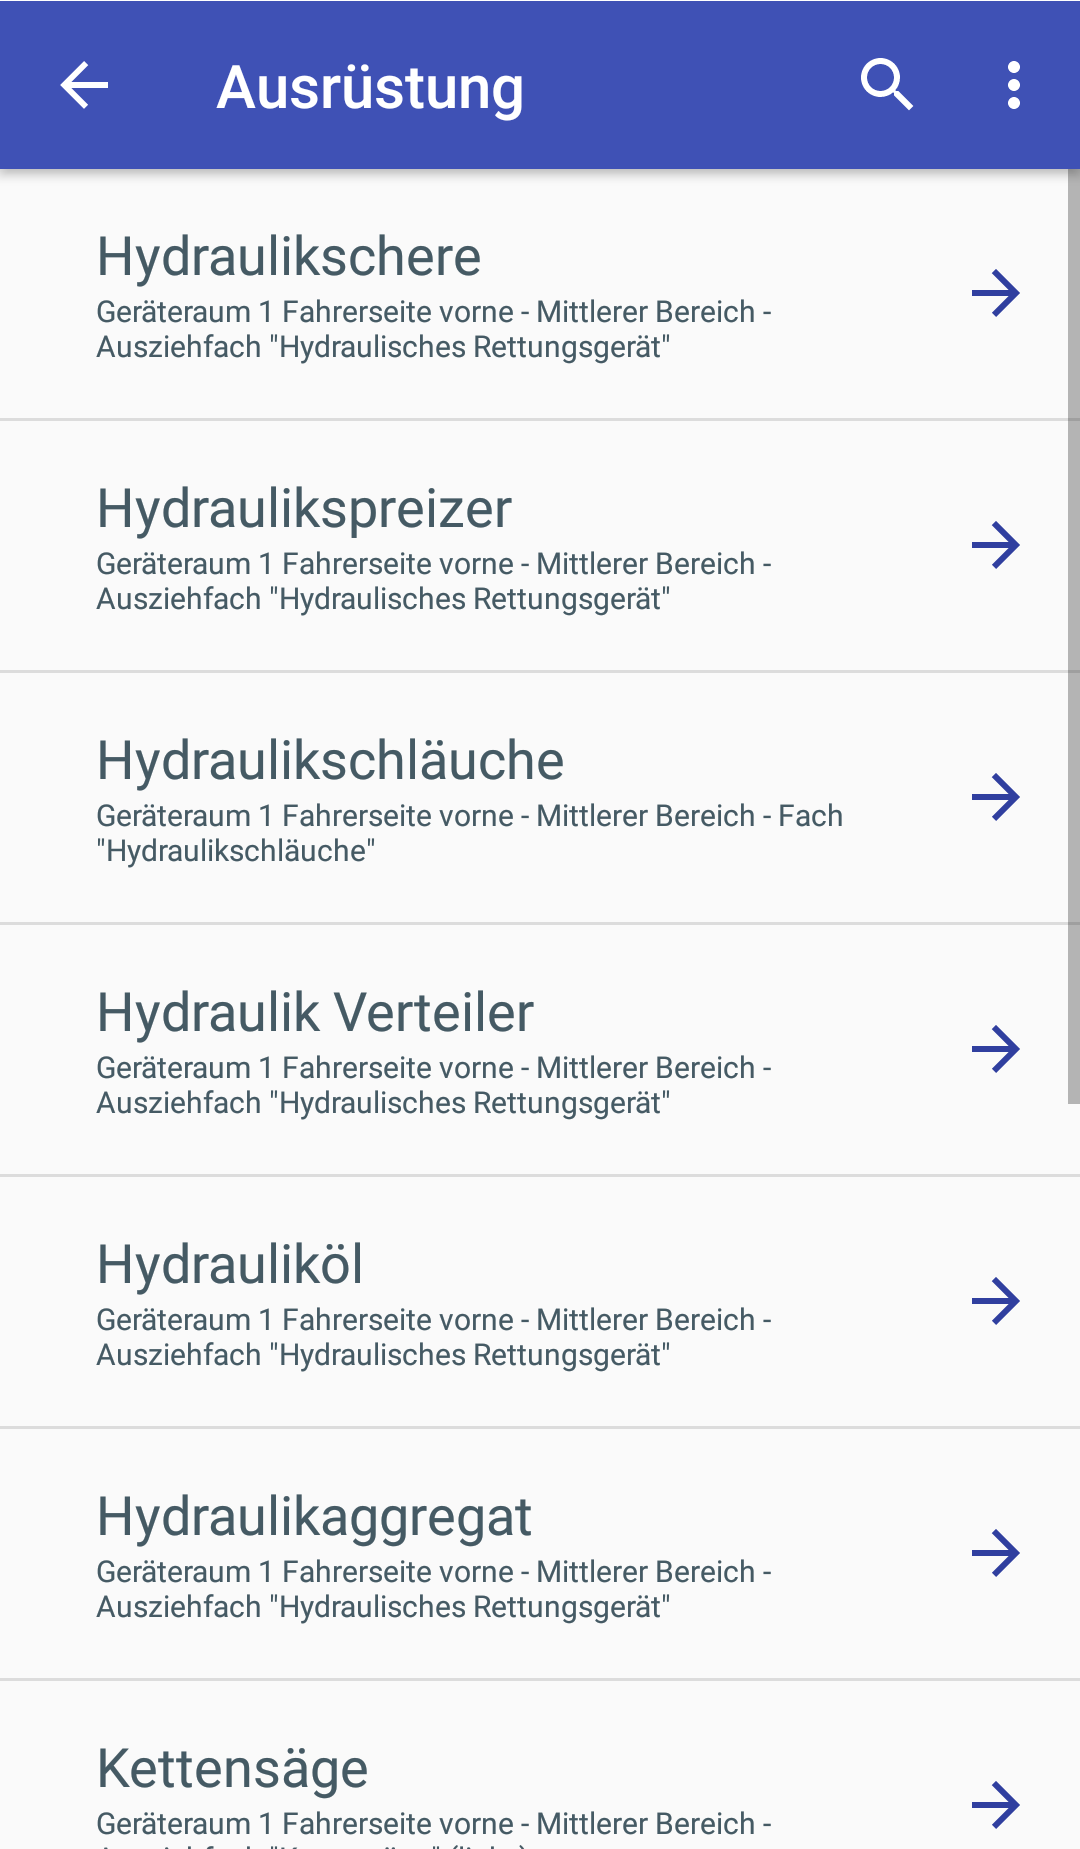 Ausrüstung
Hydraulikschere
Geräteraum 1 Fahrerseite vorne - Mittlerer Bereich -
Ausziehfach "Hydraulisches Rettungsgerät"
Hydraulikspreizer
Geräteraum 1 Fahrerseite vorne - Mittlerer Bereich -
Ausziehfach "Hydraulisches Rettungsgerät"
Hydraulikschläuche
Geräteraum 1 Fahrerseite vorne - Mittlerer Bereich - Fach
"Hydraulikschläuche"
Hydraulik Verteiler
Geräteraum 1 Fahrerseite vorne - Mittlerer Bereich -
Ausziehfach "Hydraulisches Rettungsgerät"
Hydrauliköl
Geräteraum 1 Fahrerseite vorne - Mittlerer Bereich -
Ausziehfach "Hydraulisches Rettungsgerät"
Hydraulikaggregat
Geräteraum 1 Fahrerseite vorne - Mittlerer Bereich -
Ausziehfach "Hydraulisches Rettungsgerät"
Kettensäge
Geräteraum 1 Fahrerseite vorne - Mittlerer Bereich -